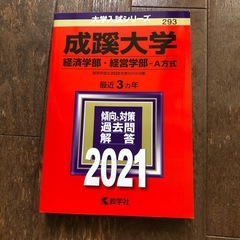 大学入試シリーズ
293
成蹊大学
経済学部・経営学部-A方式
最近3カ年
傾向と対策
過去問
解答
2021
教学社